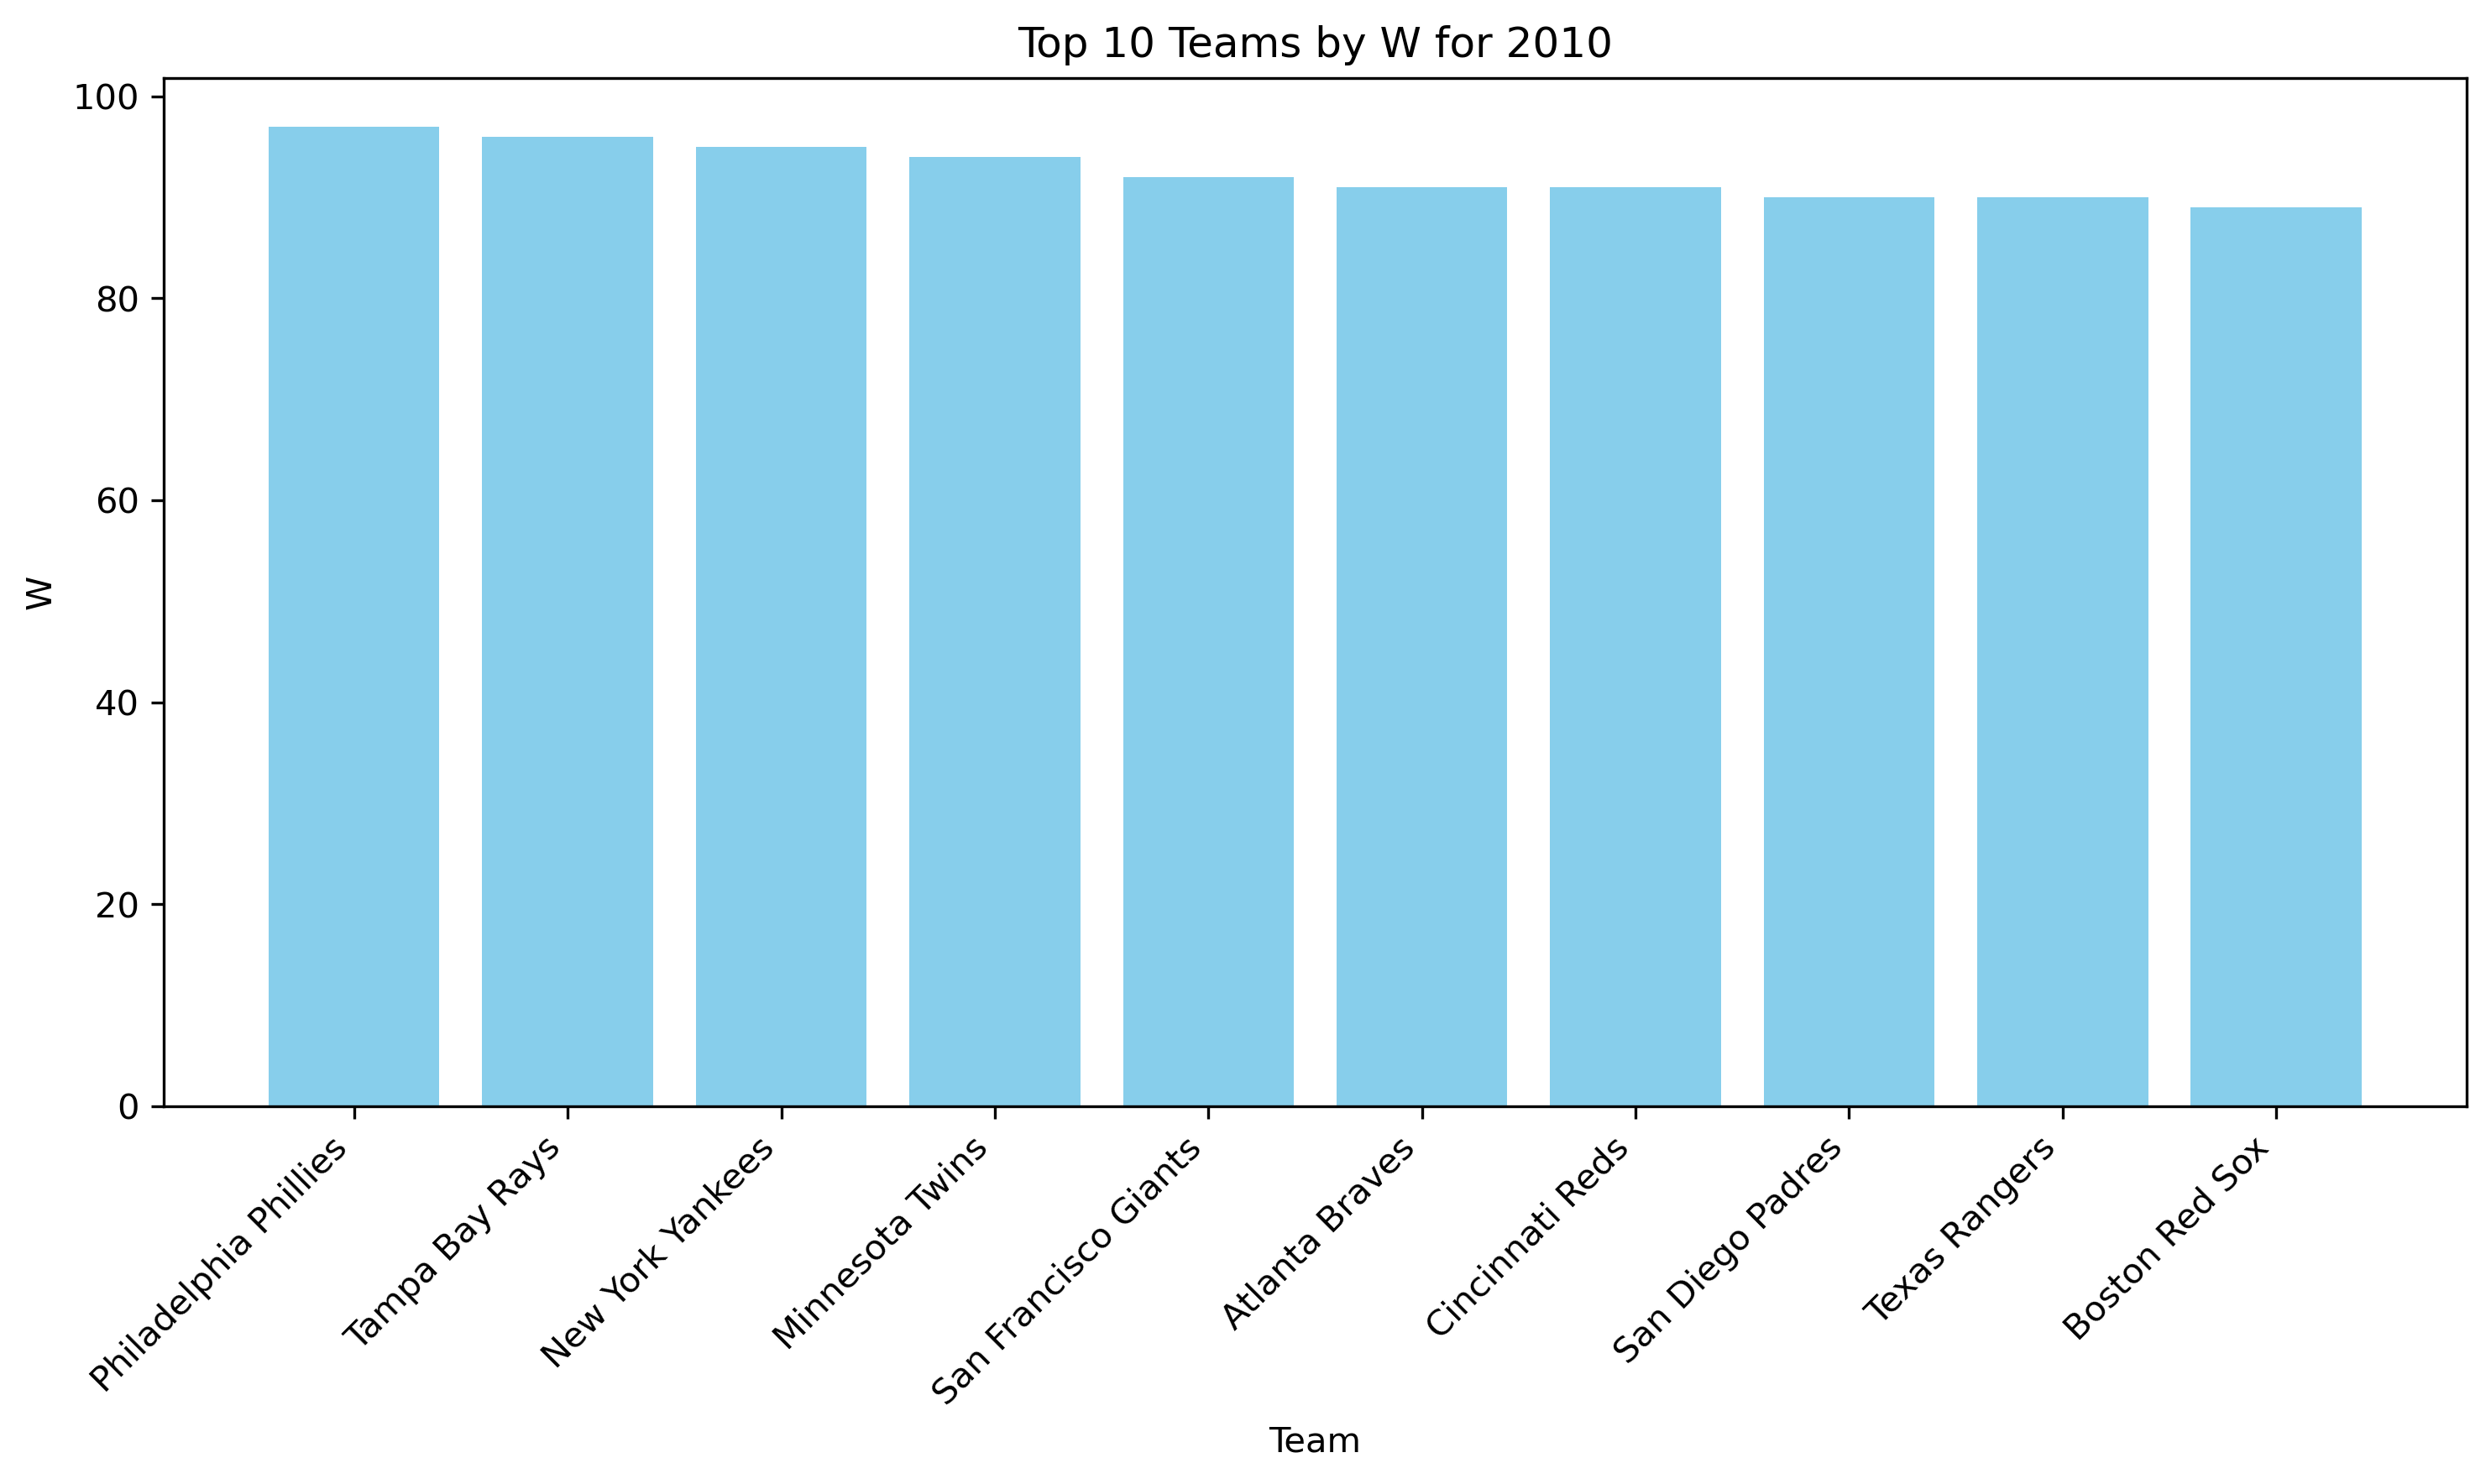 Top 10 Teams by W for 2010
100
80
60
40
20
0
W
Philadelphia Phillies
Tampa Bay Rays
New York Yankees
Minnesota Twins
San Francisco Giants
Atlanta Braves
Cincinnati Reds
San Diego Padres
Texas Rangers
Boston Red Sox
Team